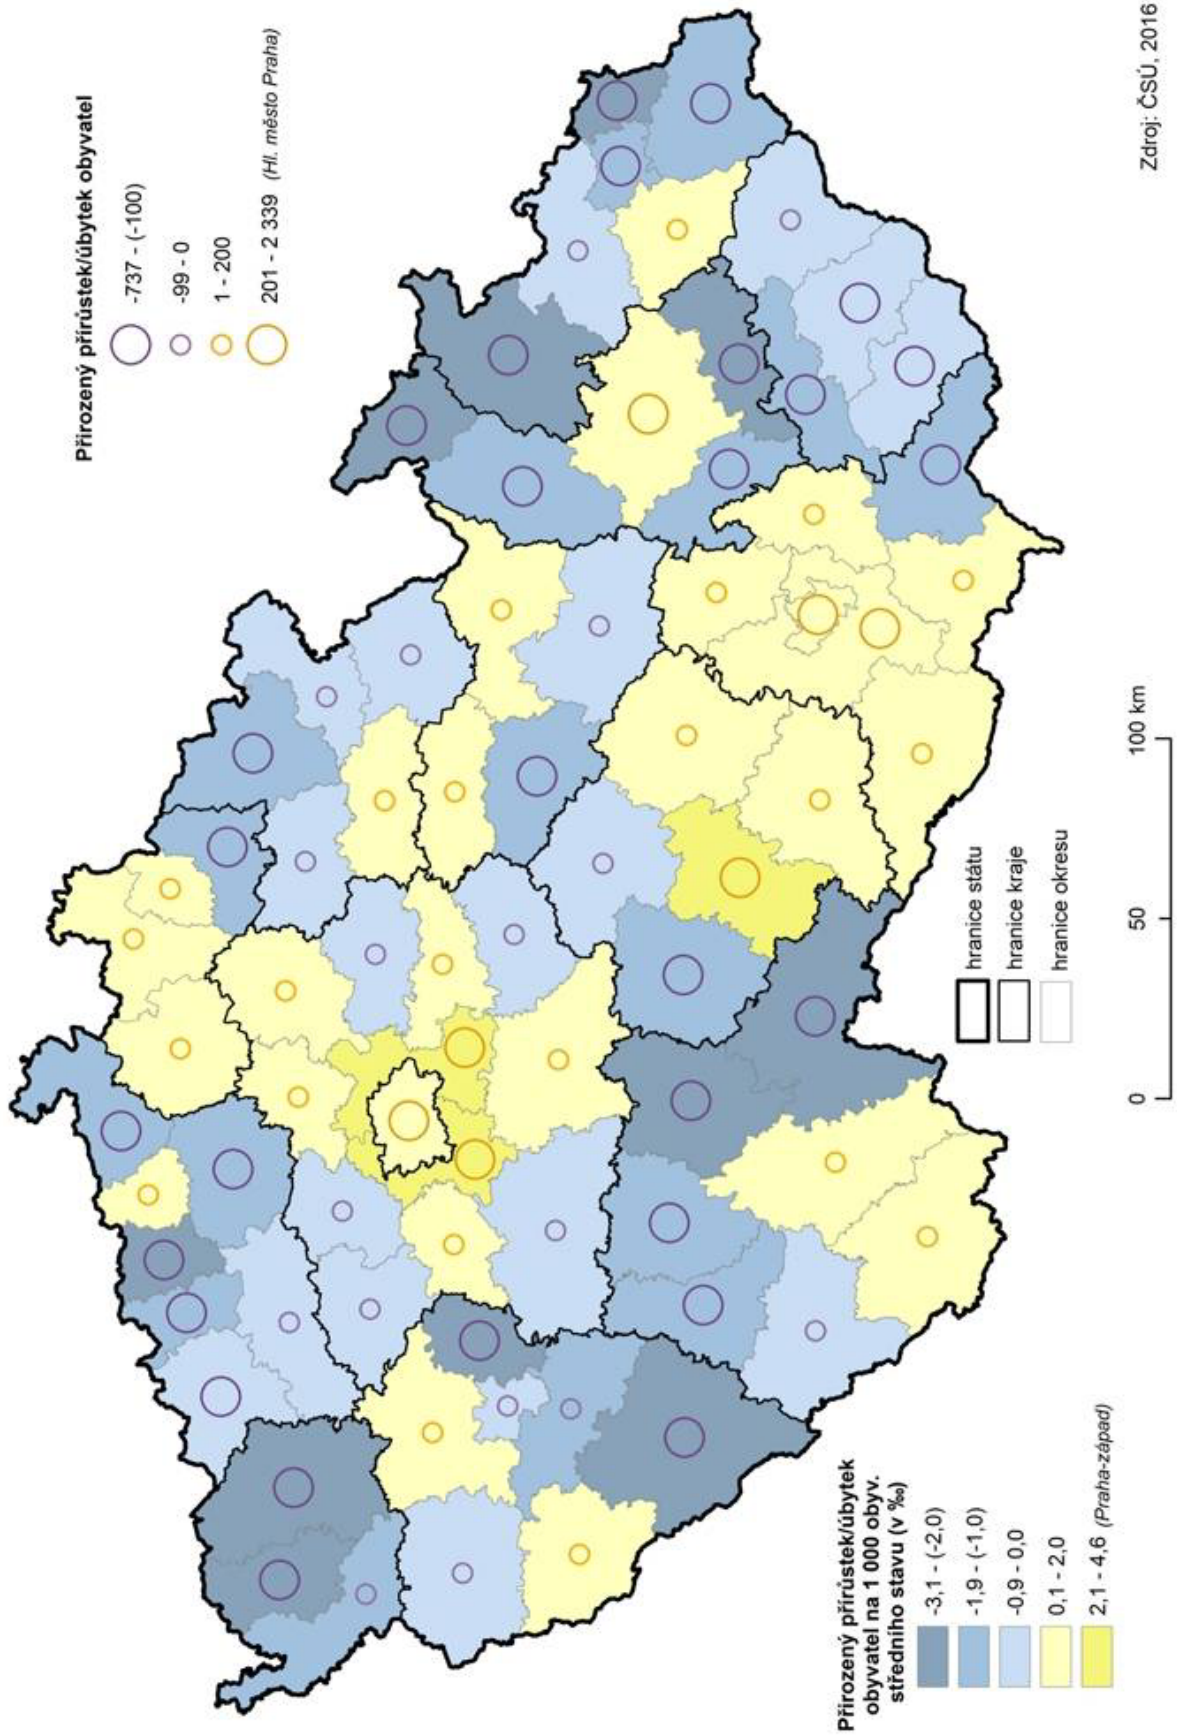 Přirozený přírůstek/úbytek obyvatel
-737 - (-100)
-99 - 0
1 - 200
201 - 2 339 (Hl. město Praha)
Přirozený přírůstek/úbytek
obyvatel na 1 000 obyv.
středního stavu (v ‰)
-3,1 - (-2,0)
-1,9 - (-1,0)
-0,9 - 0,0
0,1 - 2,0
2,1 - 4,6 (Praha-západ)
hranice státu
hranice kraje
hranice okresu
0 50 100 km
Zdroj: ČSÚ, 2016